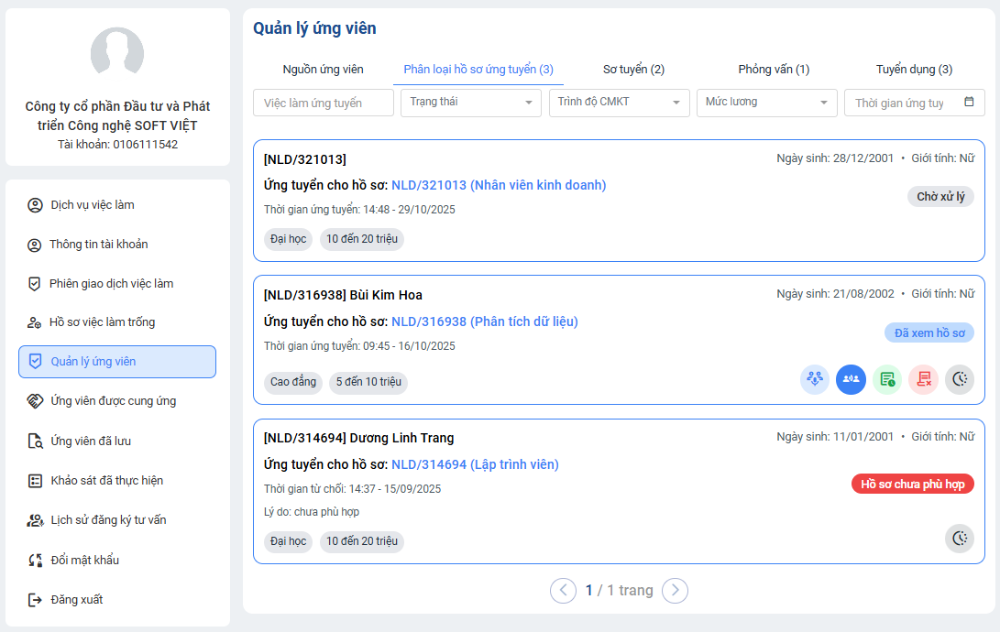 Công ty cổ phần Đầu tư và Phát
triển Công nghệ SOFT VIỆT
Tài khoản: 0106111542
Dịch vụ việc làm
Thông tin tài khoản
Phiên giao dịch việc làm
Hồ sơ việc làm trống
Quản lý ứng viên
Ứng viên được cung ứng
Ứng viên đã lưu
Khảo sát đã thực hiện
Lịch sử đăng ký tư vấn
Đổi mật khẩu
Đăng xuất
Quản lý ứng viên
Nguồn ứng viên Phân loại hồ sơ ứng tuyển (3) Sơ tuyển (2) Phỏng vấn (1) Tuyển dụng (3)
Việc làm ứng tuyển Trạng thái Trình độ CMKT Mức lương Thời gian ứng tuy
[NLD/321013] Ngày sinh: 28/12/2001 • Giới tính: Nữ
Ứng tuyển cho hồ sơ: NLD/321013 (Nhân viên kinh doanh)
Chờ xử lý
Thời gian ứng tuyển: 14:48 - 29/10/2025
Đại học 10 đến 20 triệu
[NLD/316938] Bùi Kim Hoa Ngày sinh: 21/08/2002 • Giới tính: Nữ
Ứng tuyển cho hồ sơ: NLD/316938 (Phân tích dữ liệu)
Đã xem hồ sơ
Thời gian ứng tuyển: 09:45 - 16/10/2025
Cao đẳng 5 đến 10 triệu
[NLD/314694] Dương Linh Trang Ngày sinh: 11/01/2001 • Giới tính: Nữ
Ứng tuyển cho hồ sơ: NLD/314694 (Lập trình viên)
Hồ sơ chưa phù hợp
Thời gian từ chối: 14:37 - 15/09/2025
Lý do: chưa phù hợp
Đại học 10 đến 20 triệu
1 / 1 trang